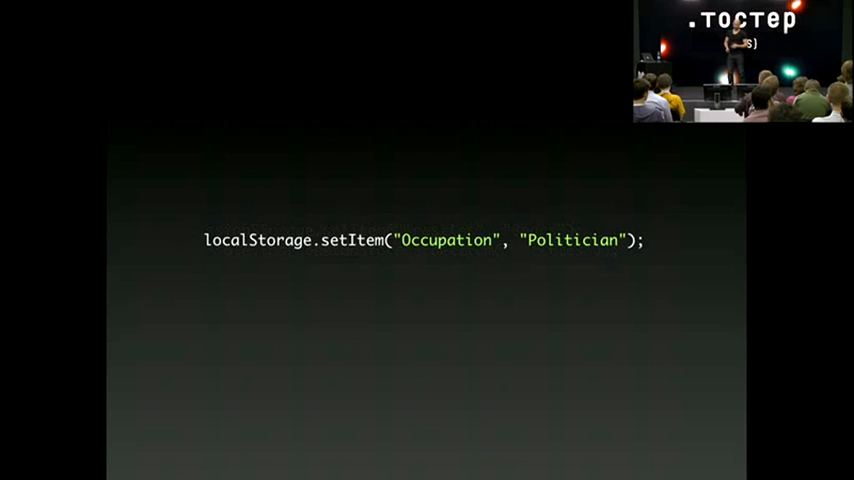 .тостер
localStorage.setItem("Occupation", "Politician");